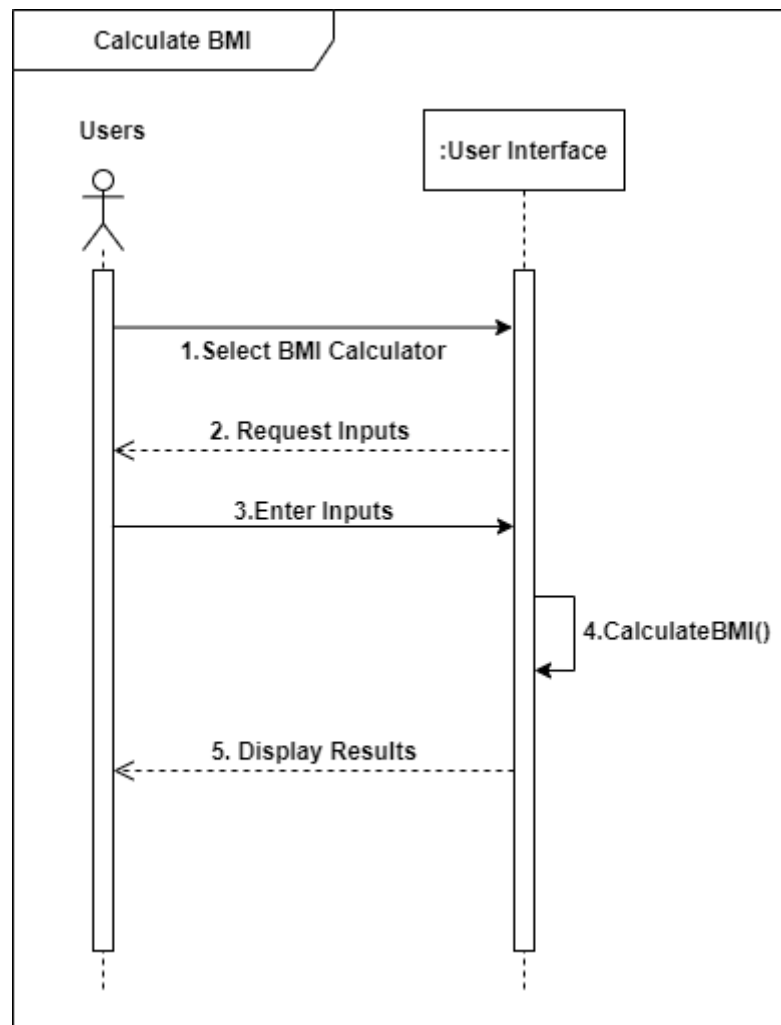 Calculate BMI
Users
:User Interface
1.Select BMI Calculator
2. Request Inputs
3.Enter Inputs
4.CalculateBMI()
5. Display Results